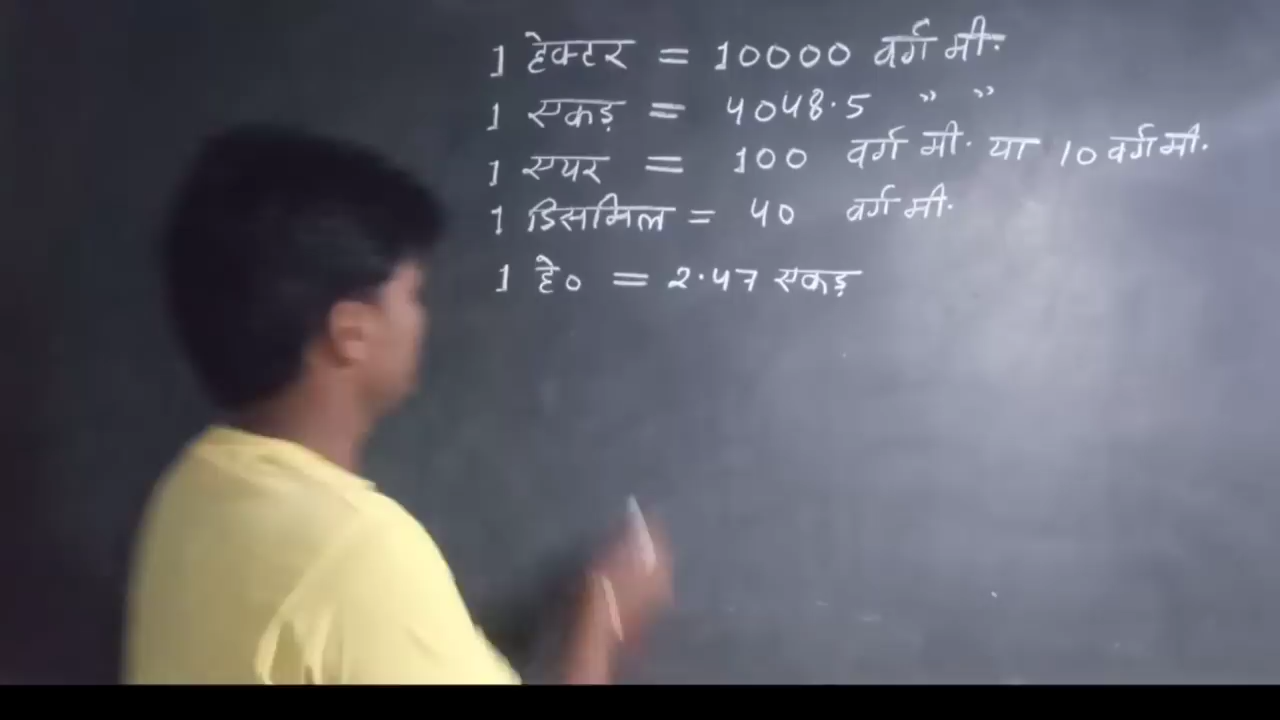 1 हेक्टर = 10000 वर्ग मी.
1 एकड़ = 4048.5 " "
1 एयर = 100 वर्ग मी. या 10 वर्ग मी.
1 डिसमिल = 40 वर्ग मी.
1 हे० = 2.47 एकड़